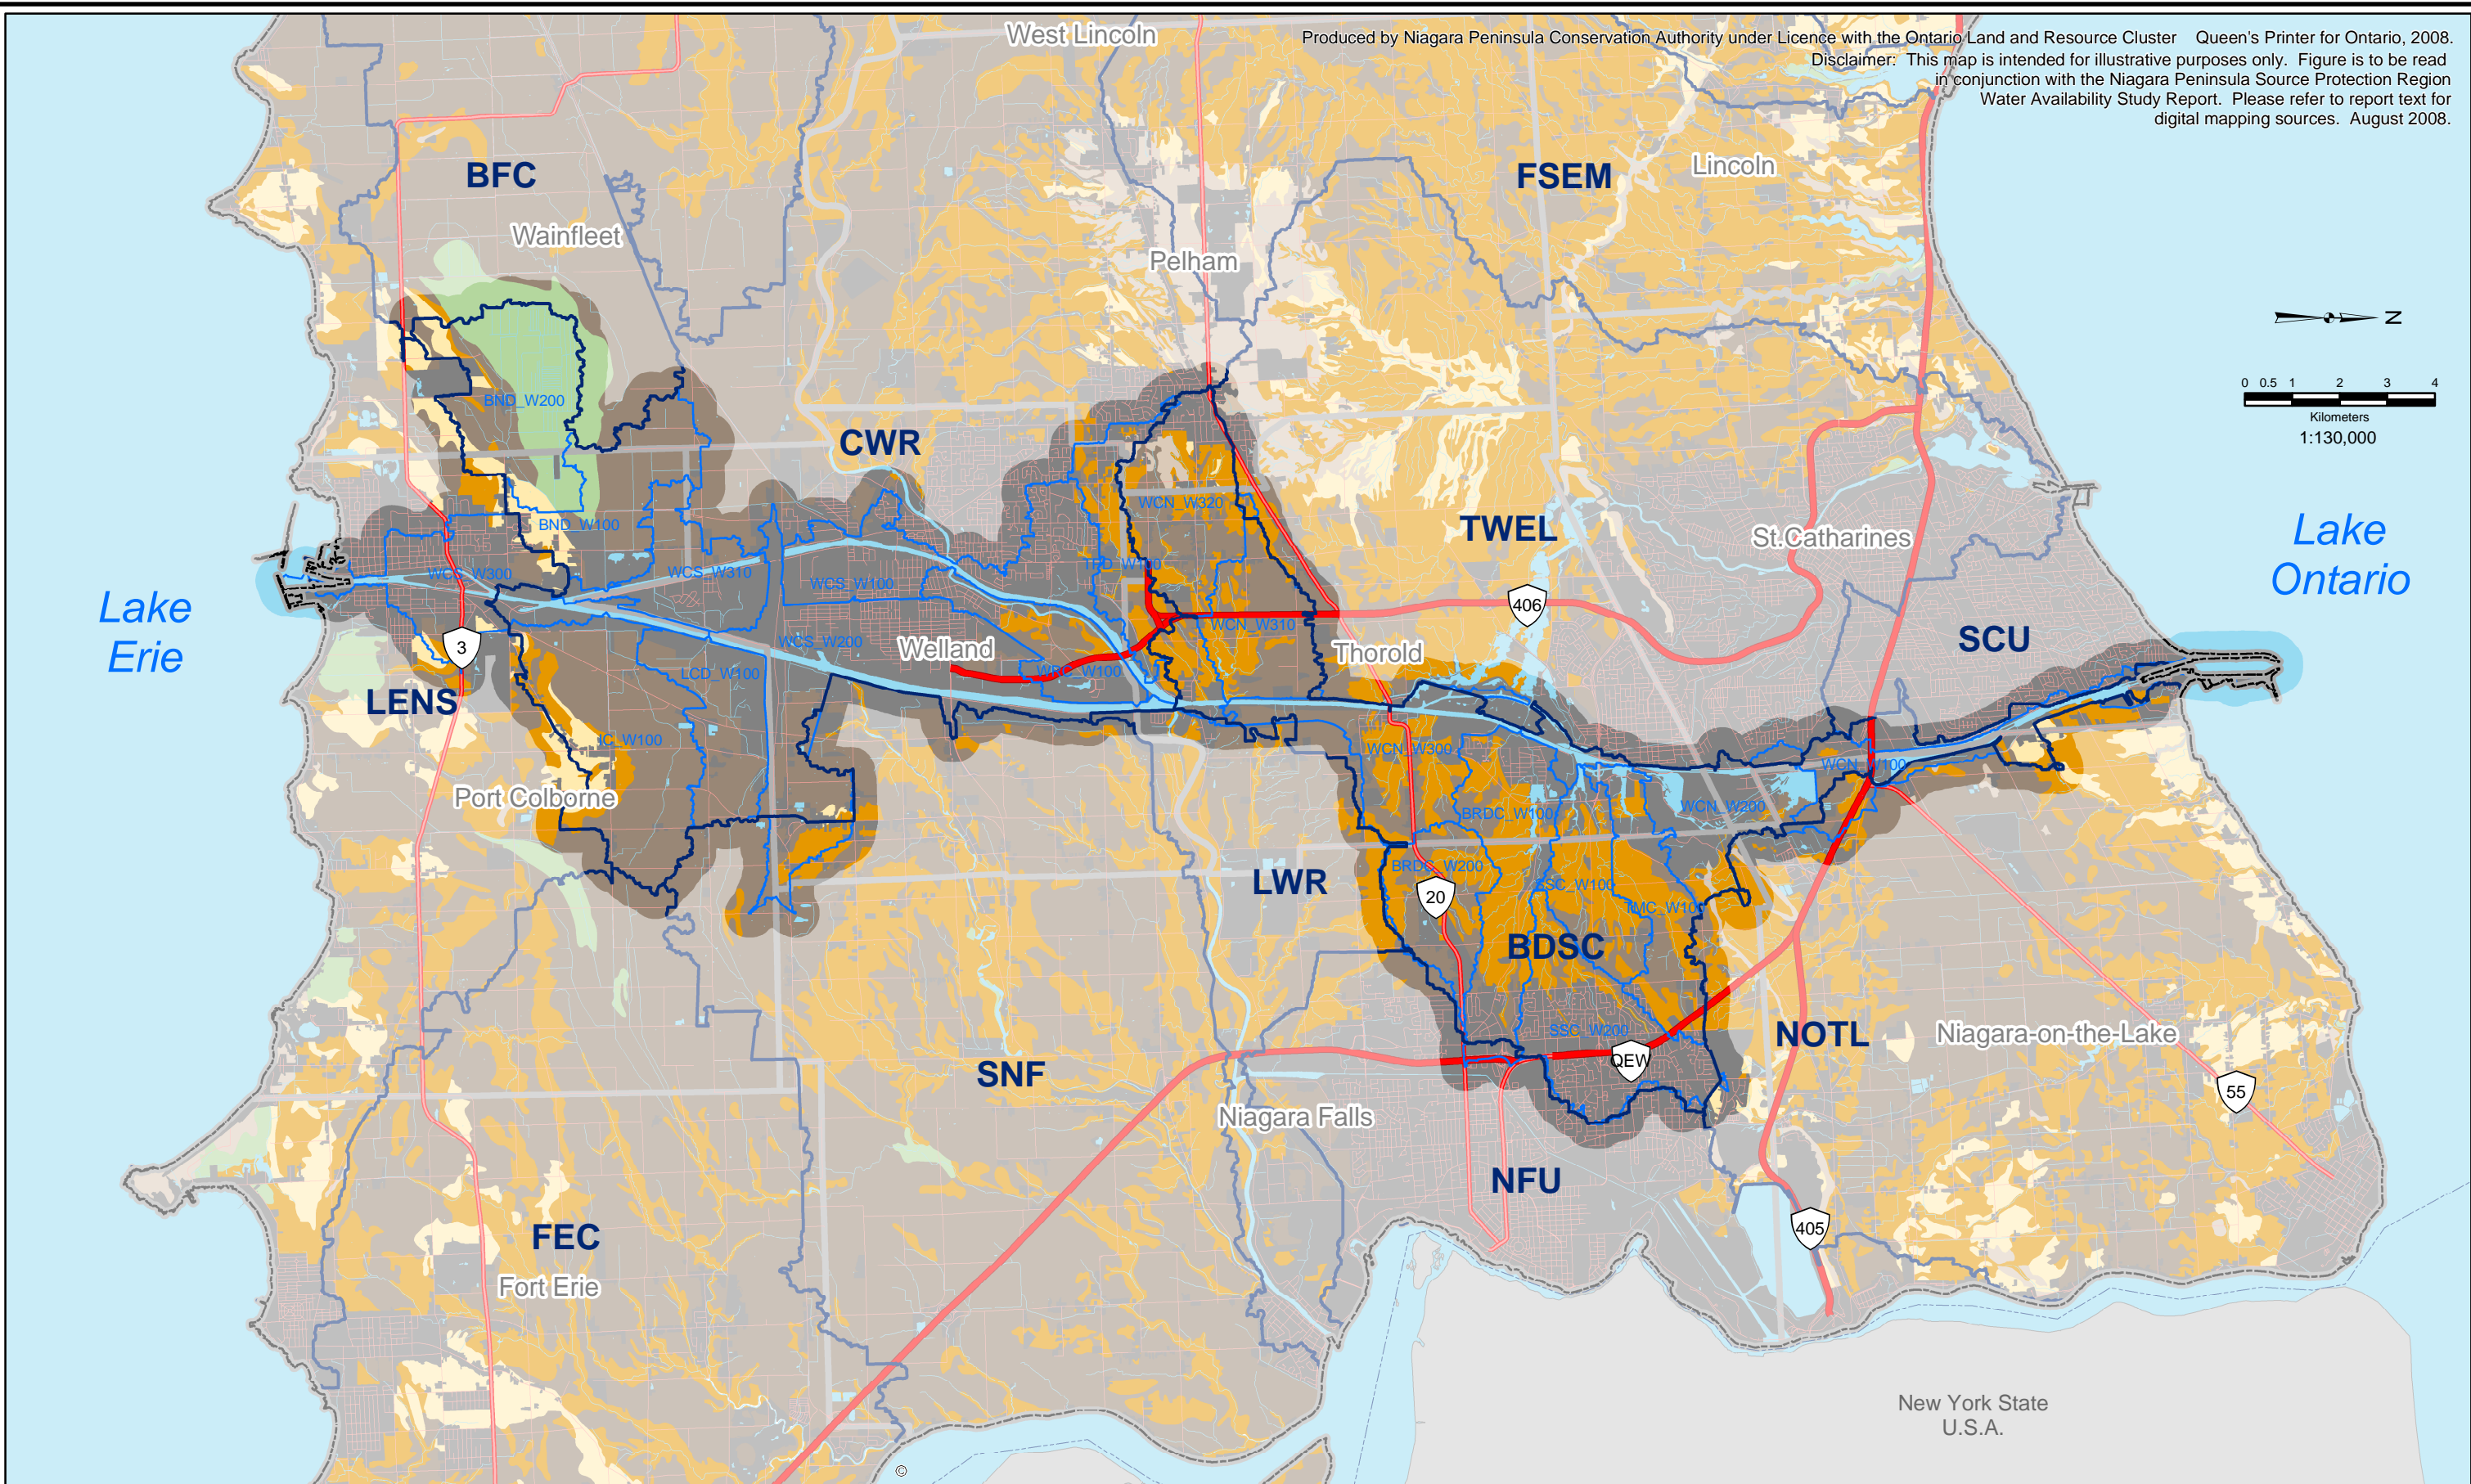 West Lincoln
Produced by Niagara Peninsula Conservation Authority under Licence with the Ontario Land and Resource Cluster Queen's Printer for Ontario, 2008.
Disclaimer: This map is intended for illustrative purposes only. Figure is to be read
in conjunction with the Niagara Peninsula Source Protection Region
Water Availability Study Report. Please refer to report text for
digital mapping sources. August 2008.
BFC
FSEM
Lincoln
Wainfleet
Pelham
N
0 0.5 1 2 3 4
Kilometers
1:130,000
BND_W200
CWR
WCN_W320
BND_W100
TWEL
St.Catharines
Lake
Ontario
WCS_W300
WCS_W310
WCS_W100
TPD_W100
Lake
Erie
406
3
WCS_W200
Welland
WCN_W310
Thorold
SCU
LCD_W100
WRC_W100
LENS
IC_W100
WCN_W300
WCN_W100
Port Colborne
BRDC_W100
WCN_W200
LWR
BRDC_W200
20
SSC_W100
TMC_W100
BDSC
SSC_W200
QEW
NOTL
Niagara-on-the-Lake
SNF
55
Niagara Falls
NFU
405
FEC
Fort Erie
New York State
U.S.A.
©